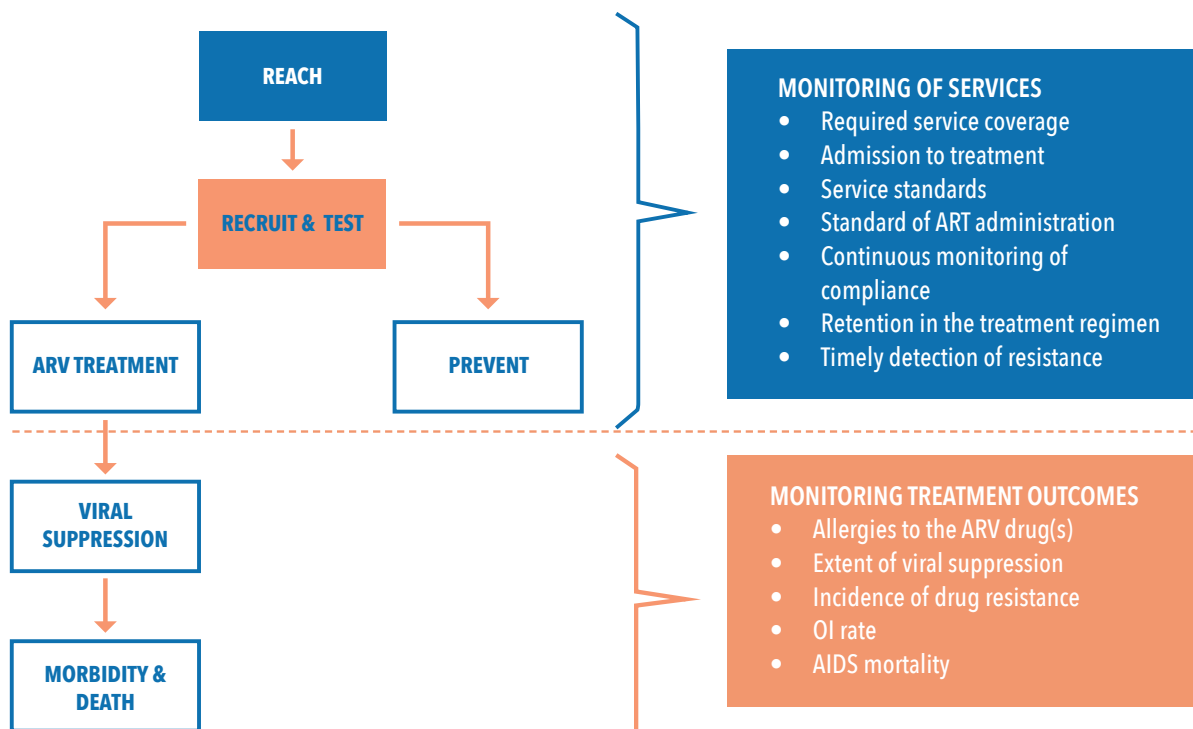 REACH
RECRUIT & TEST
ARV TREATMENT
PREVENT
VIRAL
SUPPRESSION
MORBIDITY &
DEATH
MONITORING OF SERVICES
• Required service coverage
• Admission to treatment
• Service standards
• Standard of ART administration
• Continuous monitoring of
compliance
• Retention in the treatment regimen
• Timely detection of resistance
MONITORING TREATMENT OUTCOMES
• Allergies to the ARV drug(s)
• Extent of viral suppression
• Incidence of drug resistance
• OI rate
• AIDS mortality